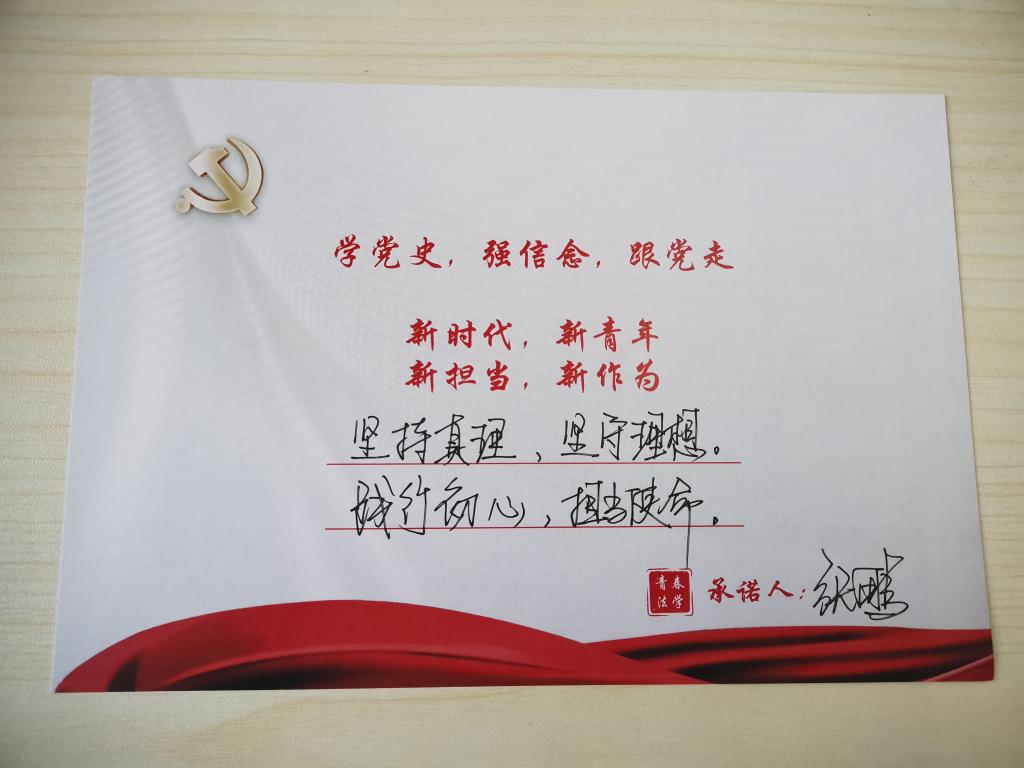 学党史，强信念，跟党走
新时代，新青年
新担当，新作为
坚持真理，坚守理想。
践行初心，担当使命。
青春
法学
承诺人：